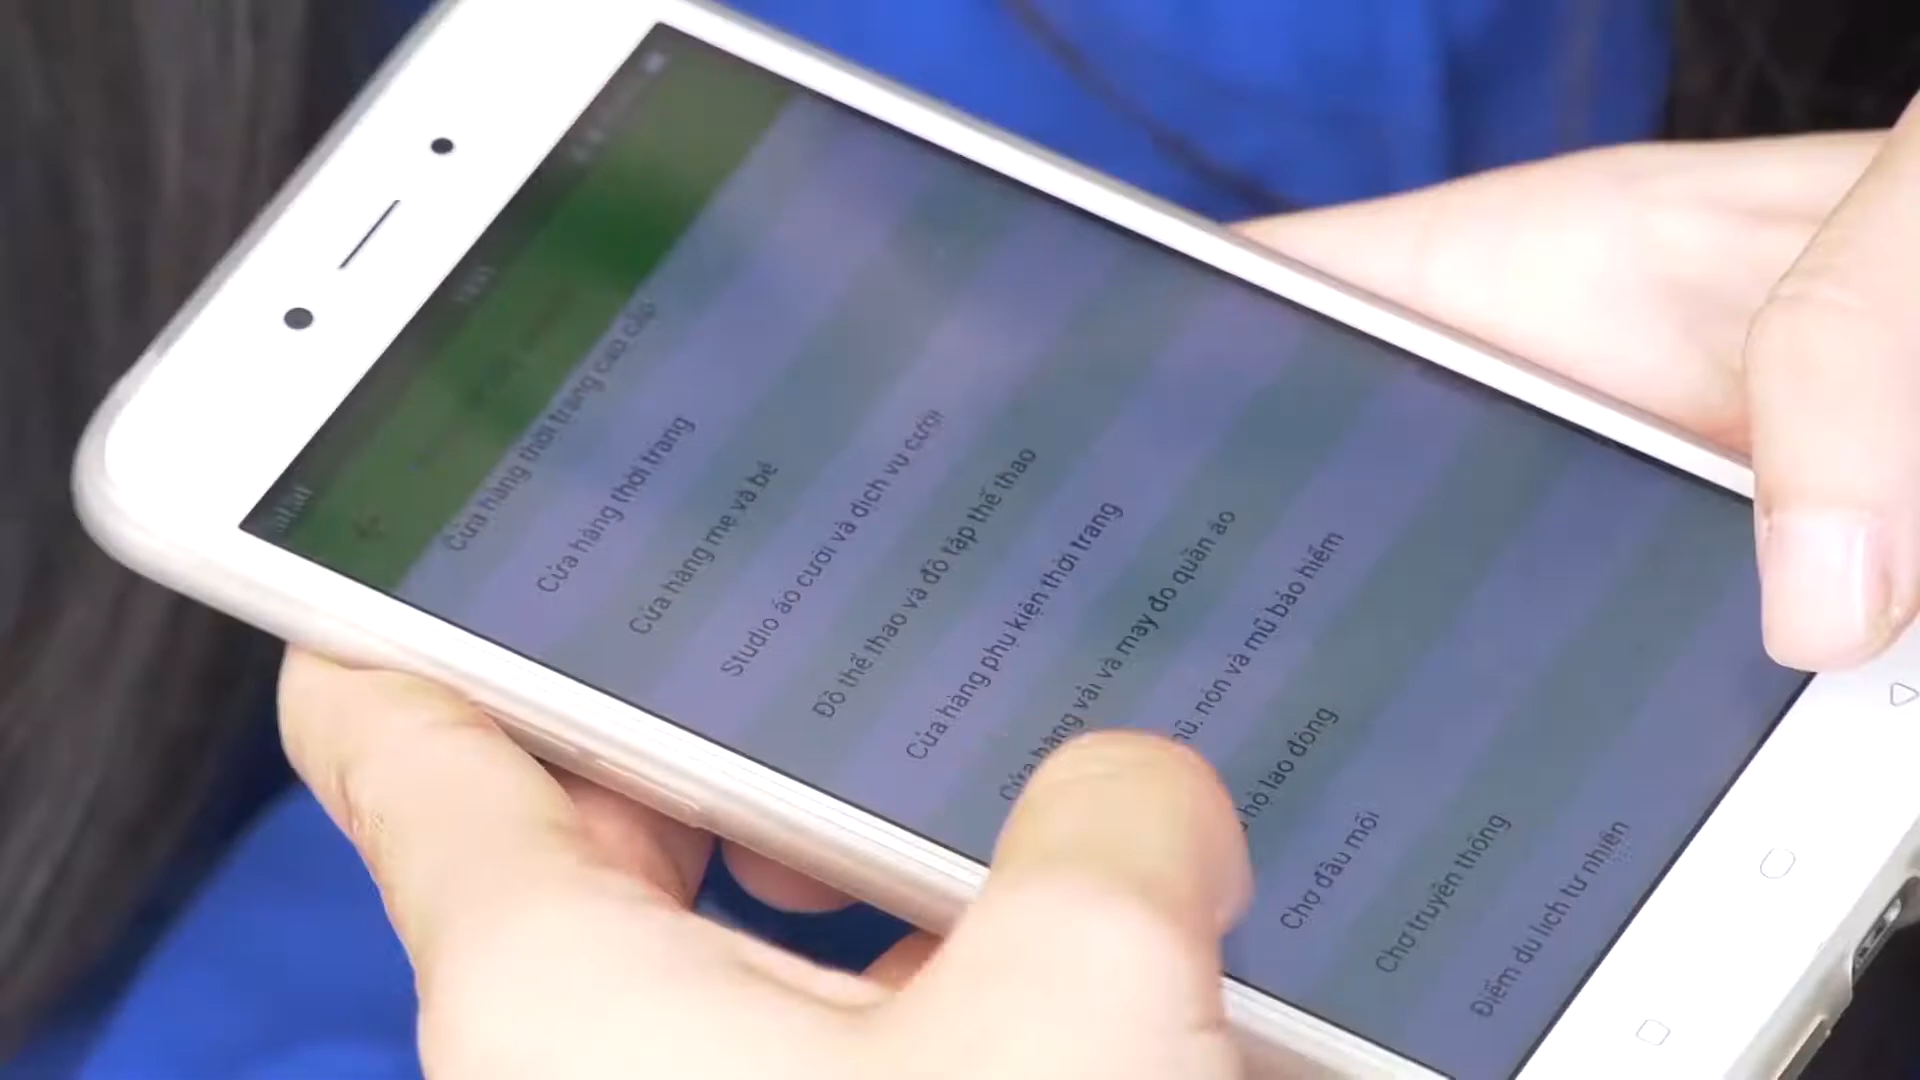 Cửa hàng thời trang cao cấp
Cửa hàng thời trang
Cửa hàng mẹ và bé
Studio áo cưới và dịch vụ cưới
Đồ thể thao và đồ tập thể thao
Cửa hàng phụ kiện thời trang
Cửa hàng vải và may đo quần áo
nón và mũ bảo hiểm
hộ lao động
Chợ đầu mối
Chợ truyền thống
Điểm du lịch tự nhiên